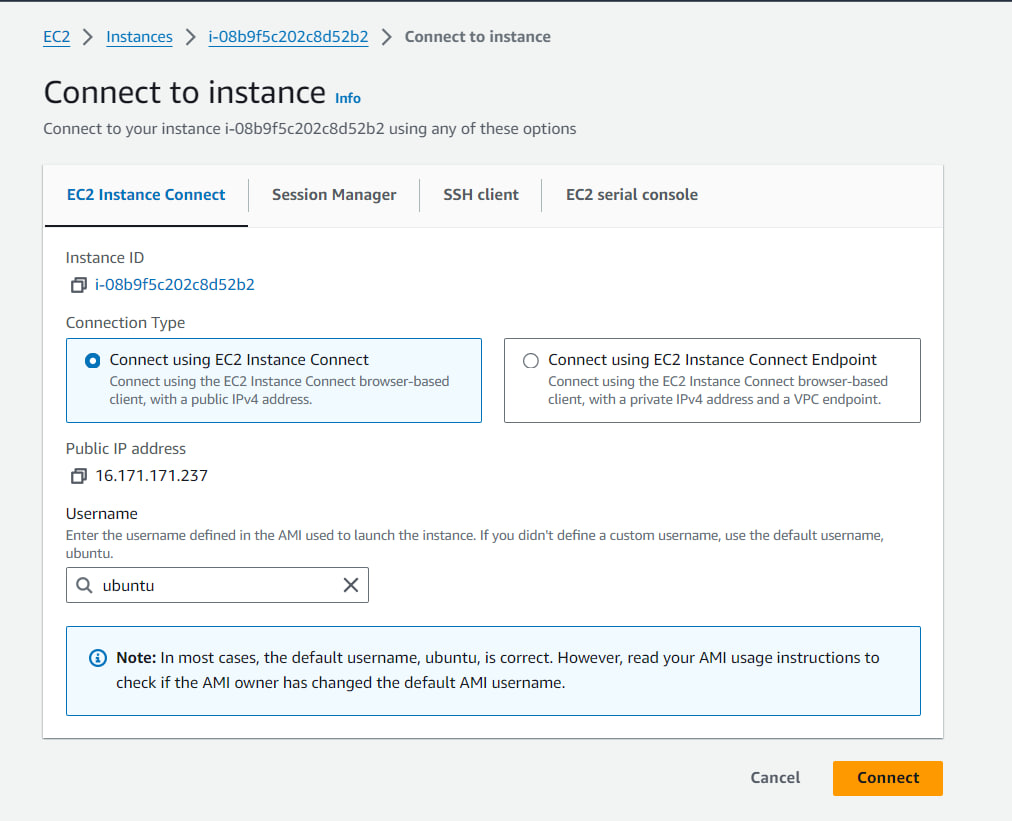 EC2 > Instances > i-08b9f5c202c8d52b2 > Connect to instance
Connect to instance Info
Connect to your instance i-08b9f5c202c8d52b2 using any of these options
EC2 Instance Connect Session Manager SSH client EC2 serial console
Instance ID
i-08b9f5c202c8d52b2
Connection Type
Connect using EC2 Instance Connect
Connect using the EC2 Instance Connect browser-based
client, with a public IPv4 address.
Connect using EC2 Instance Connect Endpoint
Connect using the EC2 Instance Connect browser-based
client, with a private IPv4 address and a VPC endpoint.
Public IP address
16.171.171.237
Username
Enter the username defined in the AMI used to launch the instance. If you didn't define a custom username, use the default username,
ubuntu.
ubuntu
Note: In most cases, the default username, ubuntu, is correct. However, read your AMI usage instructions to
check if the AMI owner has changed the default AMI username.
Cancel Connect